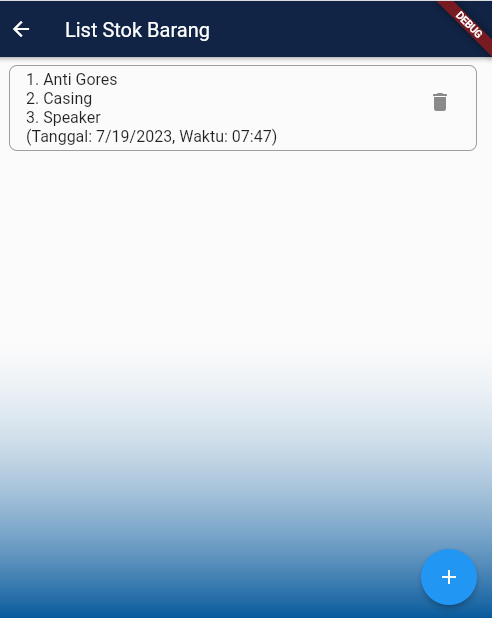 List Stok Barang
DEBUG
1. Anti Gores
2. Casing
3. Speaker
(Tanggal: 7/19/2023, Waktu: 07:47)